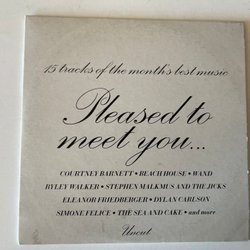 15 tracks of the month's best music
Pleased to
meet you...
COURTNEY BARNETT • BEACH HOUSE • WAND
RYLEY WALKER • STEPHEN MALKMUS AND THE JICKS
ELEANOR FRIEDBERGER • DYLAN CARLSON
SIMONE FELICE • THE SEA AND CAKE • and more
Uncut